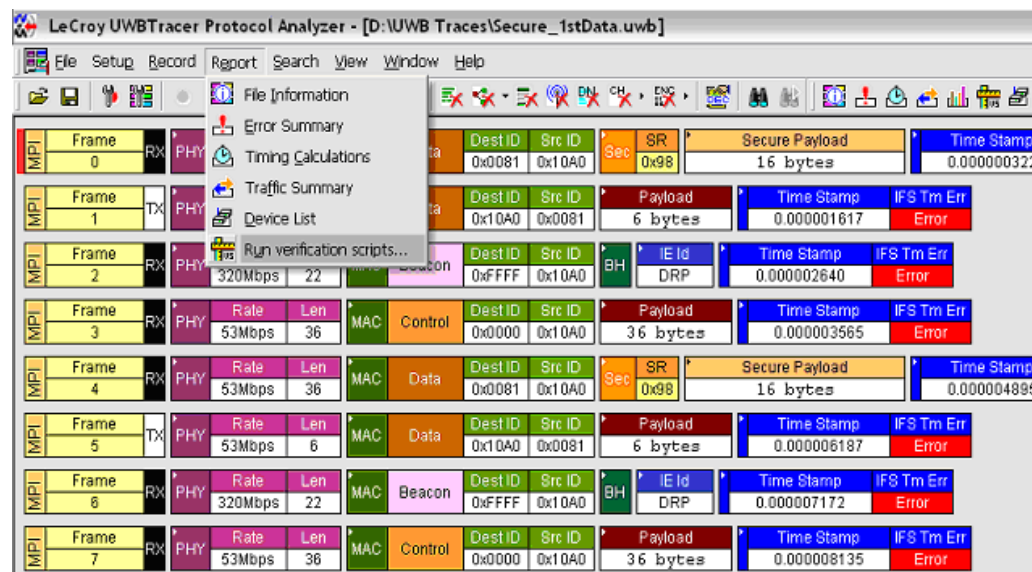 LeCroy UWBTracer Protocol Analyzer - [D:\UWB Traces\Secure_1stData.uwb]
File Setup Record Report Search View Window Help
File Information
Error Summary
Timing Calculations
Traffic Summary
Device List
Run verification scripts...
MPI Frame 0 RX PHY Dest ID 0x0081 Src ID 0x10A0 Sec SR 0x98 Secure Payload 16 bytes Time Stamp 0.000000322
MPI Frame 1 TX PHY Dest ID 0x10A0 Src ID 0x0081 Payload 6 bytes Time Stamp 0.000001617 IFS Tm Err Error
MPI Frame 2 RX PHY 320Mbps 22 Beacon Dest ID 0xFFFF Src ID 0x10A0 BH IE Id DRP Time Stamp 0.000002640 IFS Tm Err Error
MPI Frame 3 RX PHY Rate 53Mbps Len 36 MAC Control Dest ID 0x0000 Src ID 0x10A0 Payload 36 bytes Time Stamp 0.000003565 IFS Tm Err Error
MPI Frame 4 RX PHY Rate 53Mbps Len 36 MAC Data Dest ID 0x0081 Src ID 0x10A0 Sec SR 0x98 Secure Payload 16 bytes Time Stamp 0.000004895
MPI Frame 5 TX PHY Rate 53Mbps Len 6 MAC Data Dest ID 0x10A0 Src ID 0x0081 Payload 6 bytes Time Stamp 0.000006187 IFS Tm Err Error
MPI Frame 6 RX PHY Rate 320Mbps Len 22 MAC Beacon Dest ID 0xFFFF Src ID 0x10A0 BH IE Id DRP Time Stamp 0.000007172 IFS Tm Err Error
MPI Frame 7 RX PHY Rate 53Mbps Len 36 MAC Control Dest ID 0x0000 Src ID 0x10A0 Payload 36 bytes Time Stamp 0.000008135 IFS Tm Err Error